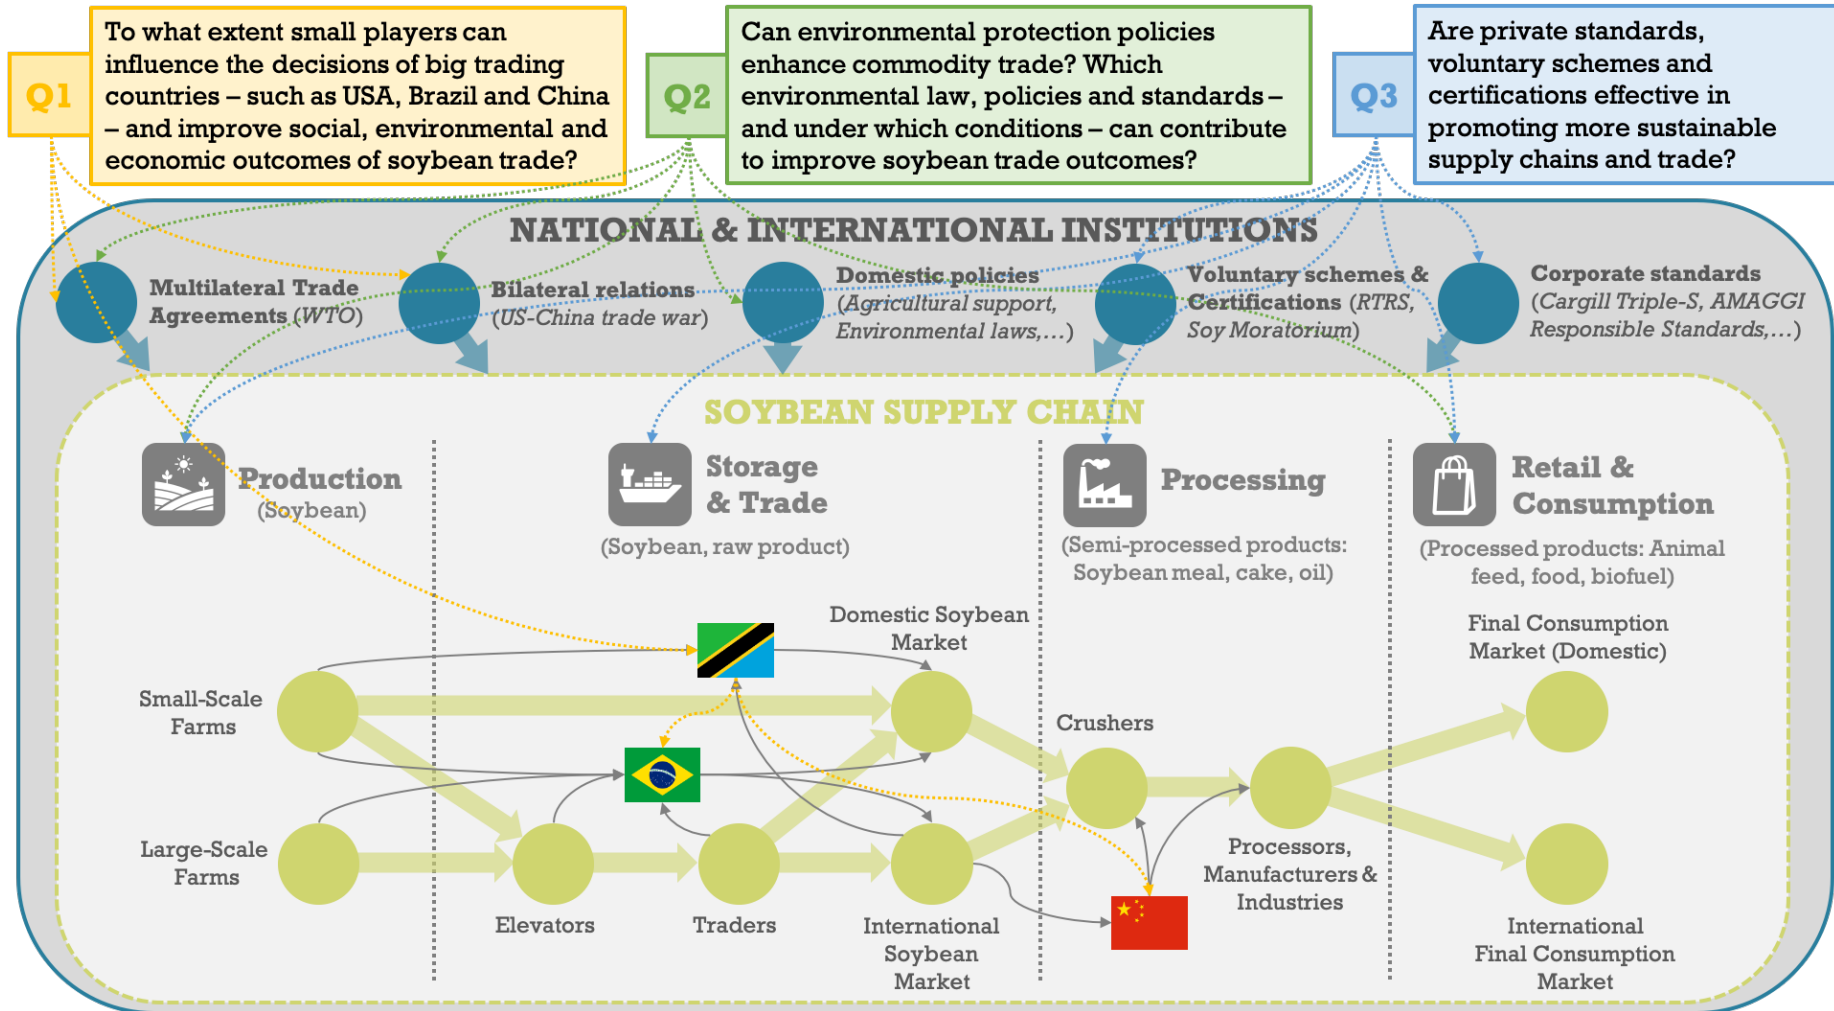 Q1
To what extent small players can
influence the decisions of big trading
countries – such as USA, Brazil and China
– and improve social, environmental and
economic outcomes of soybean trade?
Q2
Can environmental protection policies
enhance commodity trade? Which
environmental law, policies and standards –
and under which conditions – can contribute
to improve soybean trade outcomes?
Q3
Are private standards,
voluntary schemes and
certifications effective in
promoting more sustainable
supply chains and trade?
NATIONAL & INTERNATIONAL INSTITUTIONS
Multilateral Trade
Agreements (WTO)
Bilateral relations
(US-China trade war)
Domestic policies
(Agricultural support,
Environmental laws,...)
Voluntary schemes &
Certifications (RTRS,
Soy Moratorium)
Corporate standards
(Cargill Triple-S, AMAGGI
Responsible Standards,...)
SOYBEAN SUPPLY CHAIN
Production
(Soybean)
Storage
& Trade
(Soybean, raw product)
Processing
(Semi-processed products:
Soybean meal, cake, oil)
Retail &
Consumption
(Processed products: Animal
feed, food, biofuel)
Small-Scale
Farms
Large-Scale
Farms
Elevators
Traders
Domestic Soybean
Market
International
Soybean
Market
Crushers
Processors,
Manufacturers &
Industries
Final Consumption
Market (Domestic)
International
Final Consumption
Market